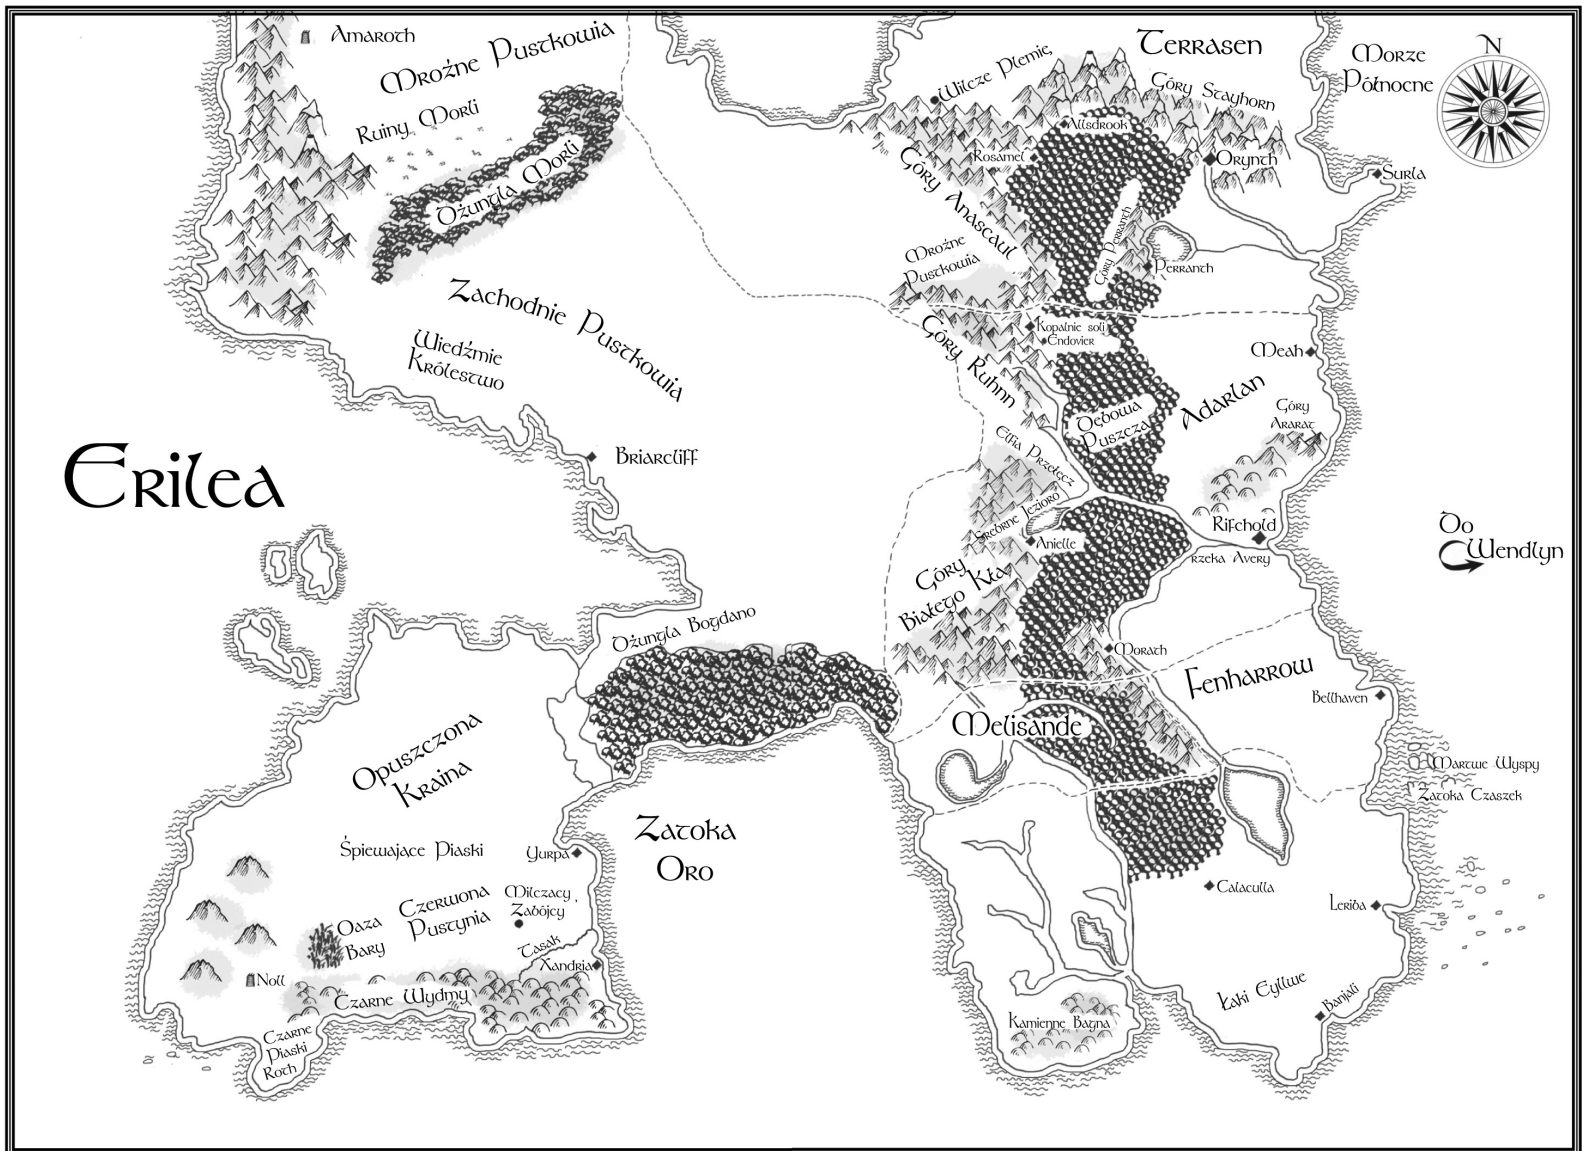 Amaroth
Mroźne Pustkowia
Ruiny Morli
Dżungla Morli
Zachodnie Pustkowia
Wiedźmie
Królestwo
Briarcliff
Erilea
Wilcze Plemię
Terrasen
Góry Stayhorn
Morze
Północne
N
Allsdrook
Rosamel
Orynth
Surla
Góry Anascaul
Góry Perranth
Mroźne
Pustkowia
Perranth
Kopalnie soli
Endovier
Góry Ruhnn
Meah
Adarlan
Góry
Ararat
Dębowa
Puszcza
Elfia Przełęcz
Srebrne Jezioro
Anielle
Rifthold
rzeka Avery
Do
Wendlyn
Góry
Białego Kła
Morath
Fenharrow
Bellhaven
Melisande
Martwe Wyspy
Zatoka Czaszek
Dżungla Bogdano
Opuszczona
Kraina
Zatoka
Oro
Śpiewające Piaski
Yurpa
Czerwona
Pustynia
Milczący
Zabójcy
Oaza
Bary
Tasak
Xandria
Noll
Czarne Wydmy
Czarne
Piaski
Roth
Calaculla
Leriba
Łąki Eyllwe
Banjali
Kamienne Bagna